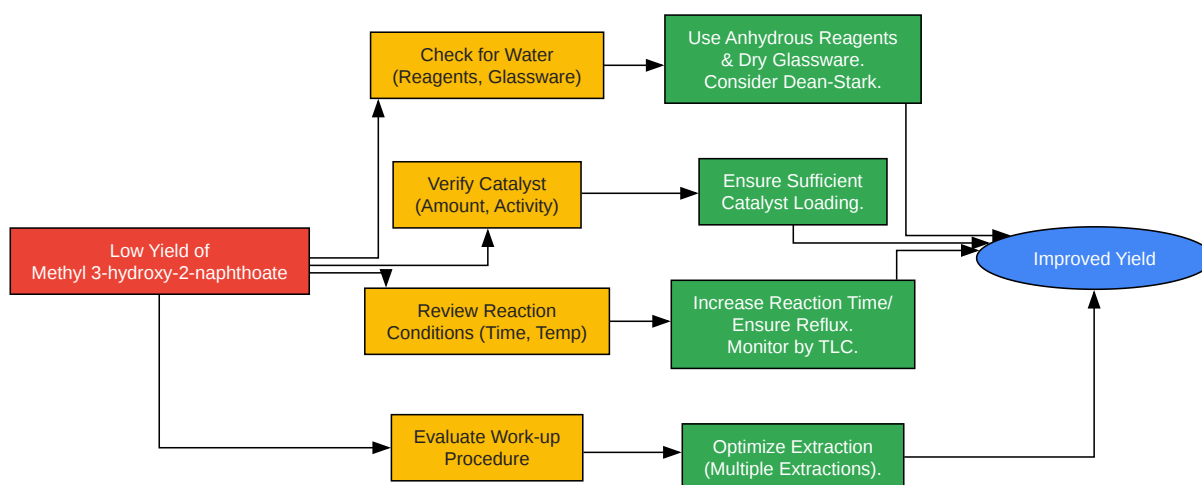 Check for Water
(Reagents, Glassware)
Use Anhydrous Reagents
& Dry Glassware.
Consider Dean-Stark.
Verify Catalyst
(Amount, Activity)
Ensure Sufficient
Catalyst Loading.
Low Yield of
Methyl 3-hydroxy-2-naphthoate
Improved Yield
Review Reaction
Conditions (Time, Temp)
Increase Reaction Time/
Ensure Reflux.
Monitor by TLC.
Evaluate Work-up
Procedure
Optimize Extraction
(Multiple Extractions).